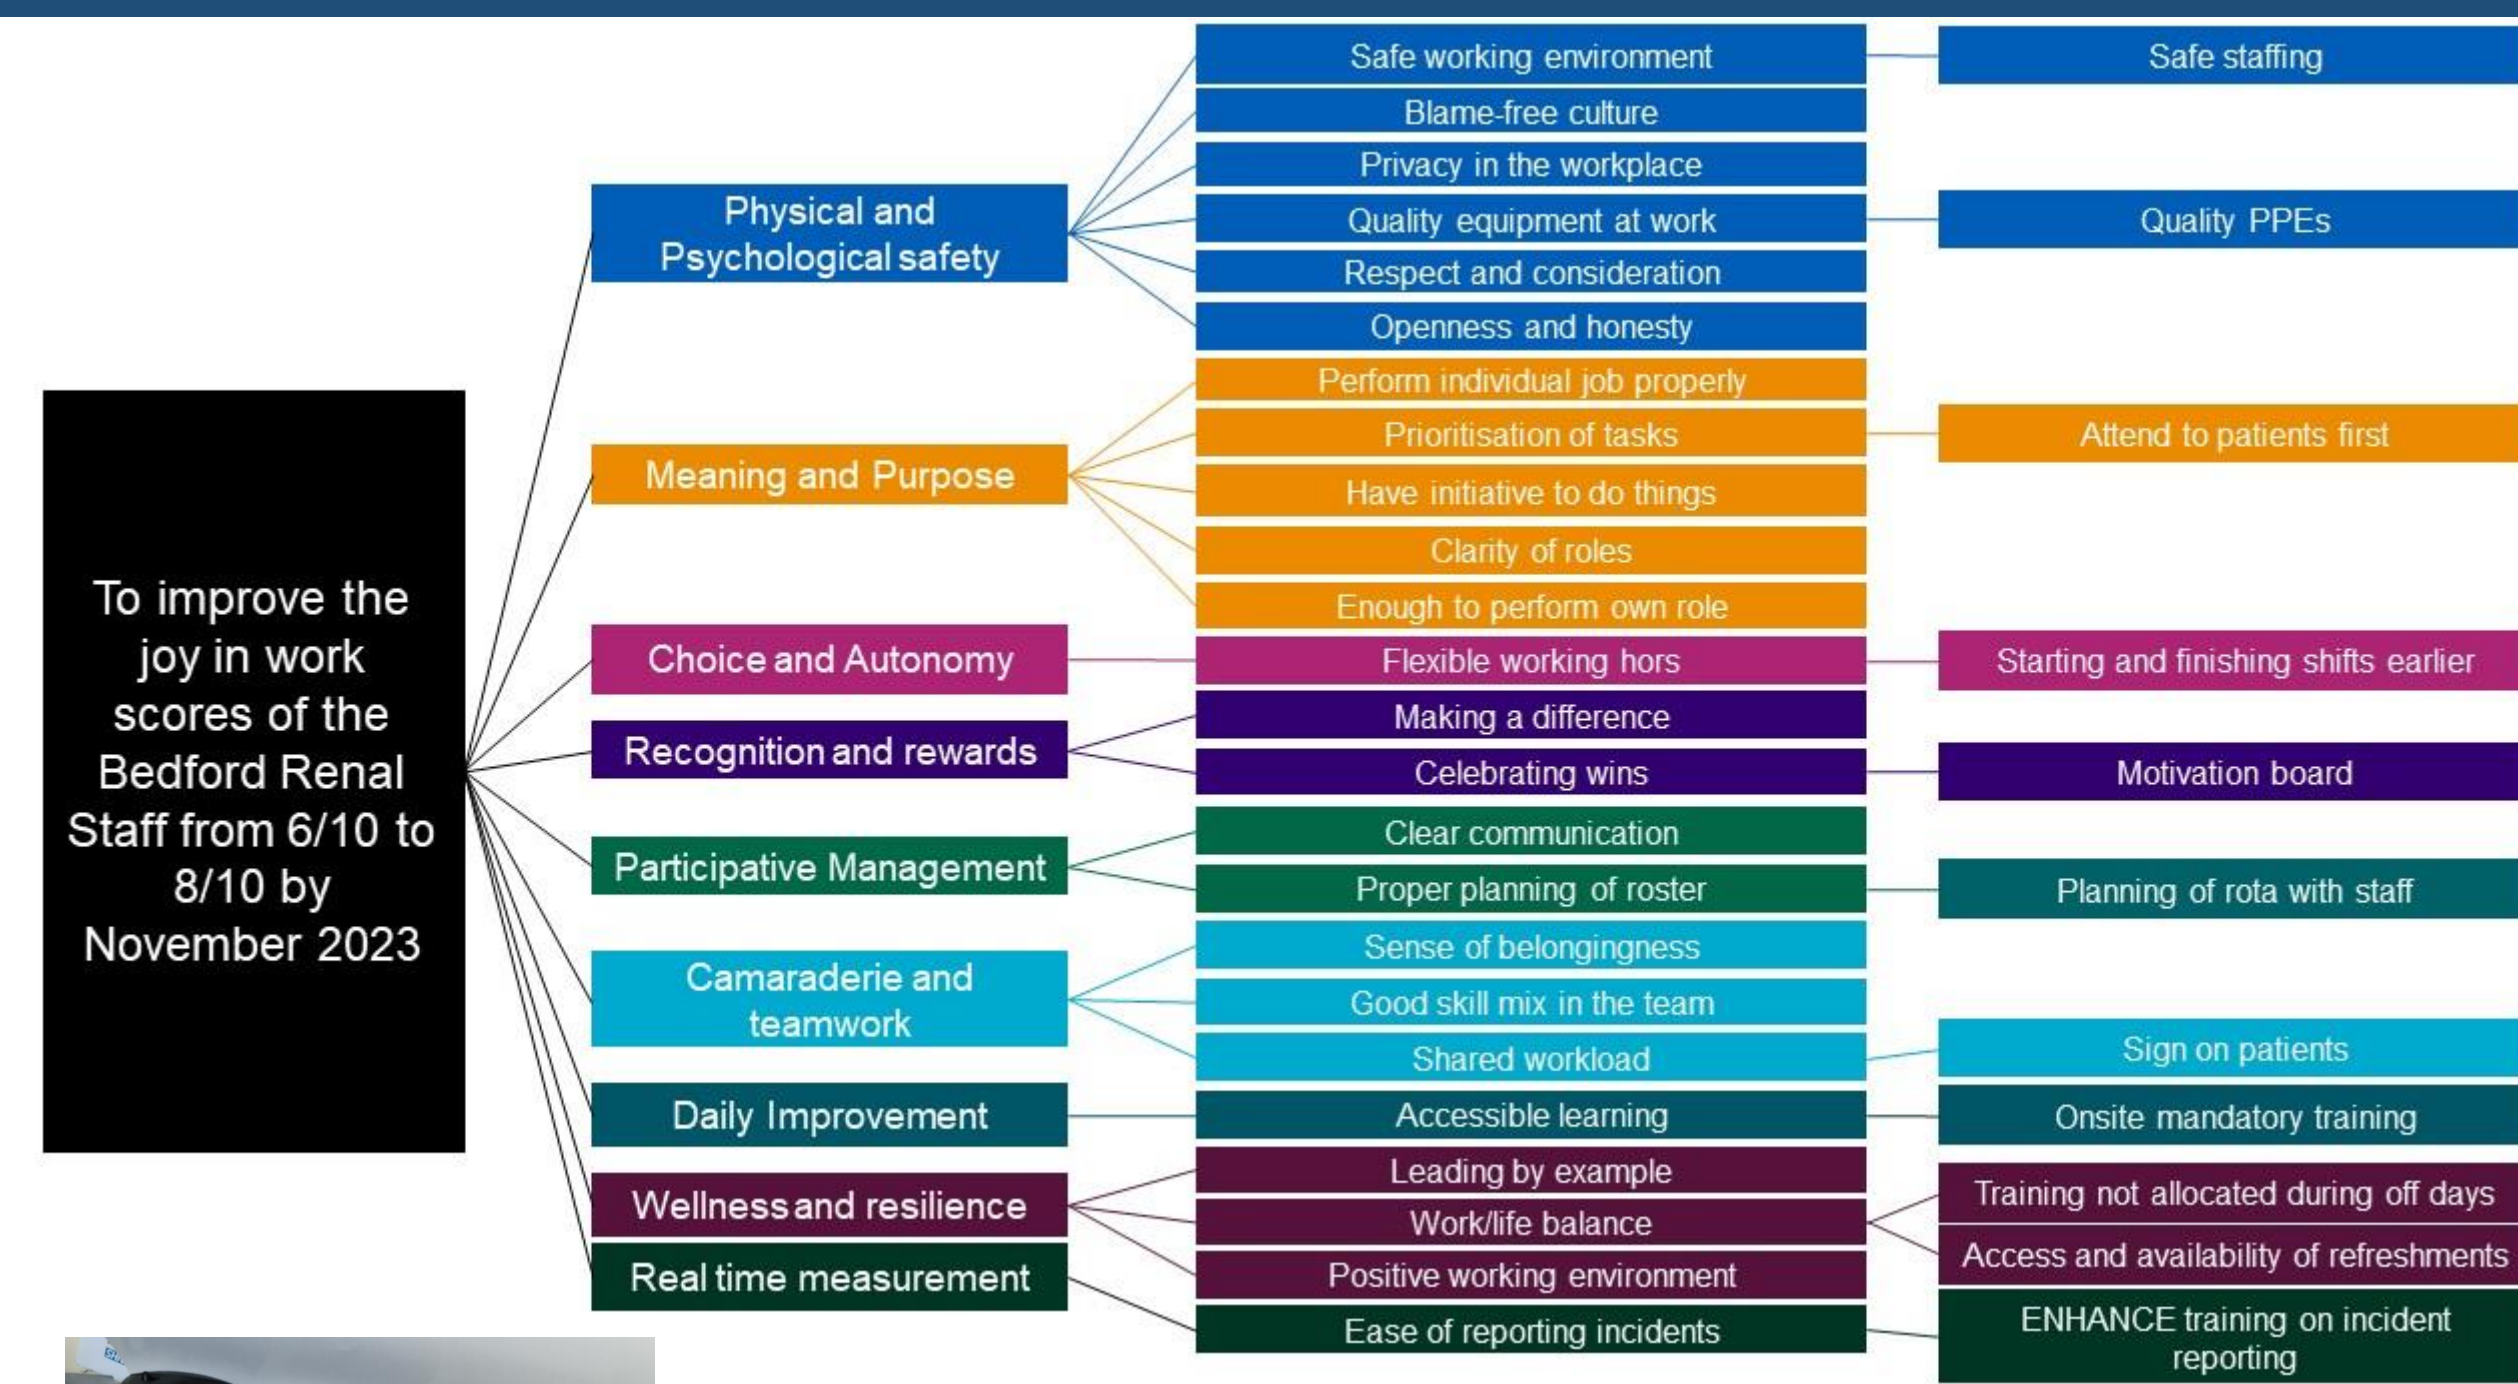 To improve the
joy in work
scores of the
Bedford Renal
Staff from 6/10 to
8/10 by
November 2023
Physical and
Psychological safety
Meaning and Purpose
Choice and Autonomy
Recognition and rewards
Participative Management
Camaraderie and
teamwork
Daily Improvement
Wellness and resilience
Real time measurement
Safe working environment
Blame-free culture
Privacy in the workplace
Quality equipment at work
Respect and consideration
Openness and honesty
Perform individual job properly
Prioritisation of tasks
Have initiative to do things
Clarity of roles
Enough to perform own role
Flexible working hors
Making a difference
Celebrating wins
Clear communication
Proper planning of roster
Sense of belongingness
Good skill mix in the team
Shared workload
Accessible learning
Leading by example
Work/life balance
Positive working environment
Ease of reporting incidents
Safe staffing
Quality PPEs
Attend to patients first
Starting and finishing shifts earlier
Motivation board
Planning of rota with staff
Sign on patients
Onsite mandatory training
Training not allocated during off days
Access and availability of refreshments
ENHANCE training on incident
reporting